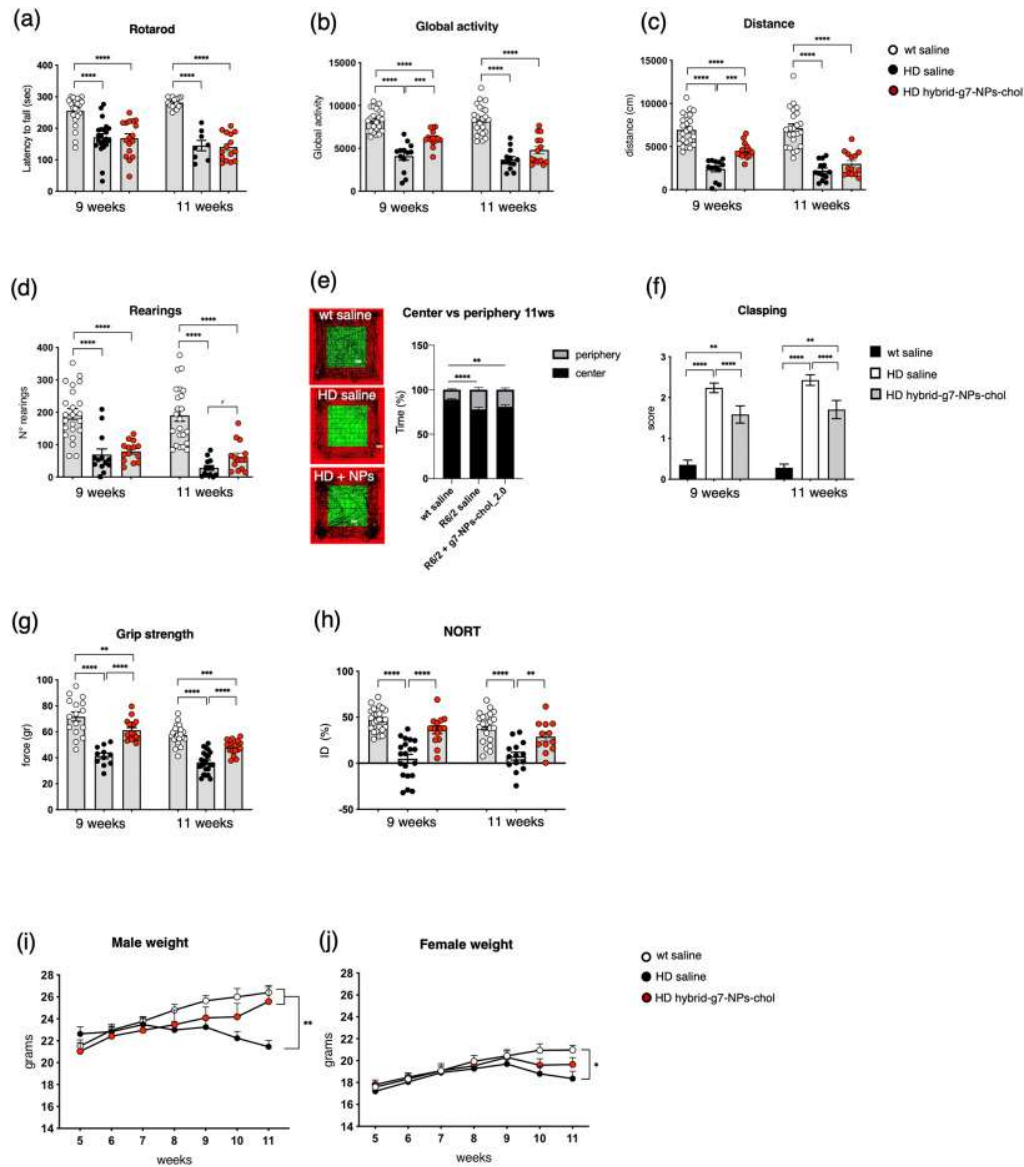 (a)
Rotarod
Latency to fall (sec)
400
300
200
100
0
****
****
****
****
9 weeks
11 weeks
(b)
Global activity
Global activity
15000
10000
5000
0
****
****
***
****
****
9 weeks
11 weeks
(c)
Distance
distance (cm)
15000
10000
5000
0
****
****
***
****
****
9 weeks
11 weeks
wt saline
HD saline
HD hybrid-g7-NPs-chol
(d)
Rearings
N° rearings
400
300
200
100
0
****
****
****
****
9 weeks
11 weeks
(e)
wt saline
HD saline
HD + NPs
Center vs periphery 11ws
Time (%)
150
100
50
0
**
****
periphery
center
wt saline
R6/2 saline
R6/2 + g7-NPs-chol_2.0
(f)
Clasping
score
3
2
1
0
**
****
****
**
****
****
9 weeks
11 weeks
wt saline
HD saline
HD hybrid-g7-NPs-chol
(g)
Grip strength
force (gr)
100
80
60
40
20
0
**
****
****
***
****
****
9 weeks
11 weeks
(h)
NORT
ID (%)
100
50
0
-50
****
****
****
**
9 weeks
11 weeks
(i)
Male weight
grams
28
26
24
22
20
18
16
14
5 6 7 8 9 10 11
weeks
**
(j)
Female weight
grams
28
26
24
22
20
18
16
14
5 6 7 8 9 10 11
weeks
*
wt saline
HD saline
HD hybrid-g7-NPs-chol